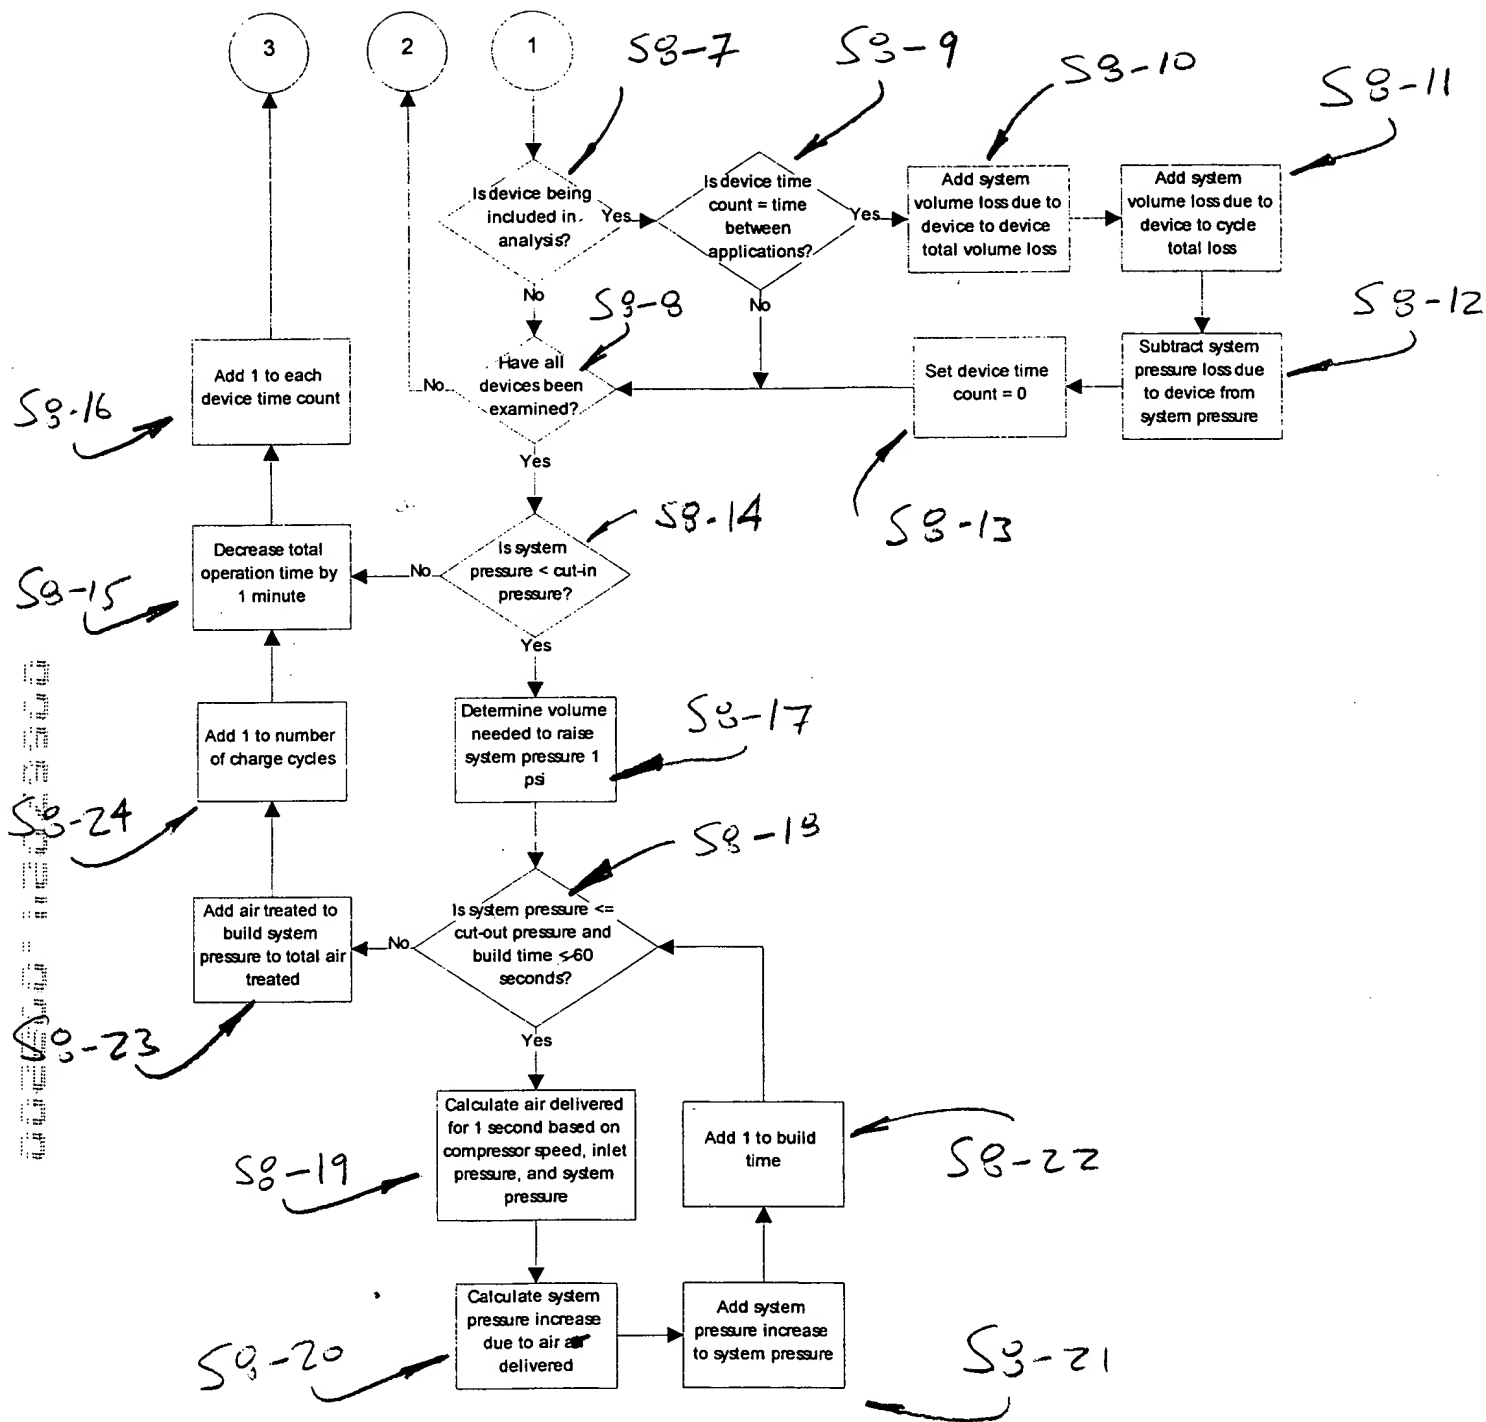 3
2
1
S8-7
S8-9
S8-10
S8-11
Is device being
included in
analysis?
Yes
Is device time
count = time
between
applications?
Yes
Add system
volume loss due to
device to device
total volume loss
Add system
volume loss due to
device to cycle
total loss
No
No
S8-8
S8-12
Have all
devices been
examined?
No
Set device time
count = 0
Subtract system
pressure loss due
to device from
system pressure
Add 1 to each
device time count
S8-16
Yes
S8-14
S8-13
Is system
pressure < cut-in
pressure?
No
Decrease total
operation time by
1 minute
S8-15
Yes
Determine volume
needed to raise
system pressure 1
psi
S8-17
Add 1 to number
of charge cycles
S8-24
S8-18
Is system pressure <=
cut-out pressure and
build time <60
seconds?
No
Add air treated to
build system
pressure to total air
treated
S8-23
Yes
Calculate air delivered
for 1 second based on
compressor speed, inlet
pressure, and system
pressure
S8-19
Add 1 to build
time
S8-22
Calculate system
pressure increase
due to air
delivered
S8-20
Add system
pressure increase
to system pressure
S8-21